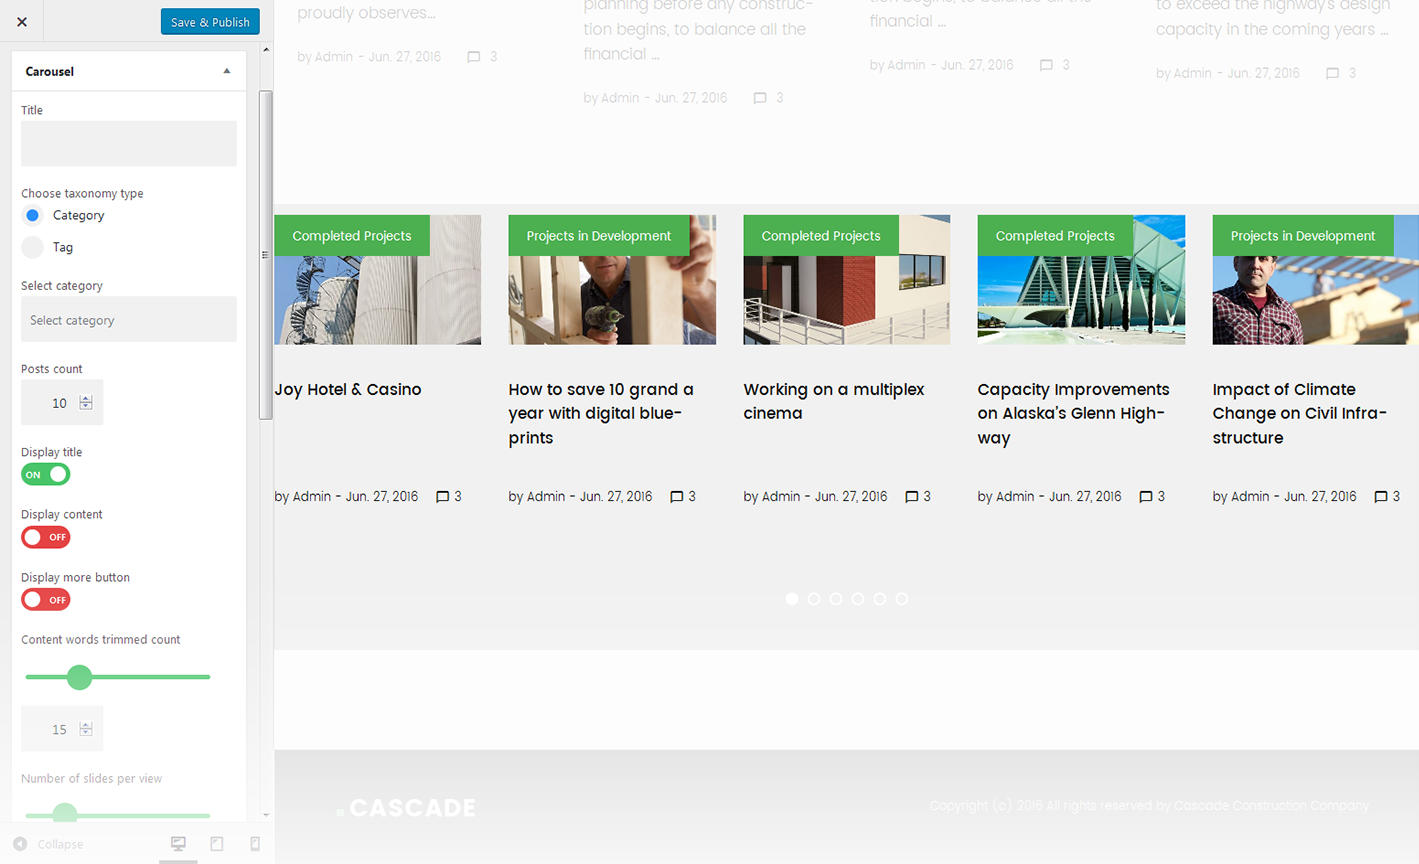 Save & Publish
Carousel
Title
Choose taxonomy type
Category
Tag
Select category
Select category
Posts count
10
Display title
ON
Display content
OFF
Display more button
OFF
Content words trimmed count
15
Number of slides per view
Collapse
proudly observes...
by Admin - Jun. 27, 2016 3
planning before any construc-
tion begins, to balance all the
financial ...
by Admin - Jun. 27, 2016 3
tion begins, to balance all the
financial ...
by Admin - Jun. 27, 2016 3
to exceed the highway's design
capacity in the coming years ...
by Admin - Jun. 27, 2016 3
Completed Projects
Joy Hotel & Casino
by Admin - Jun. 27, 2016 3
Projects in Development
How to save 10 grand a
year with digital blue-
prints
by Admin - Jun. 27, 2016 3
Completed Projects
Working on a multiplex
cinema
by Admin - Jun. 27, 2016 3
Completed Projects
Capacity Improvements
on Alaska's Glenn High-
way
by Admin - Jun. 27, 2016 3
Projects in Development
Impact of Climate
Change on Civil Infra-
structure
by Admin - Jun. 27, 2016 3
CASCADE
Copyright (c) 2016 All rights reserved by Cascade Construction Company